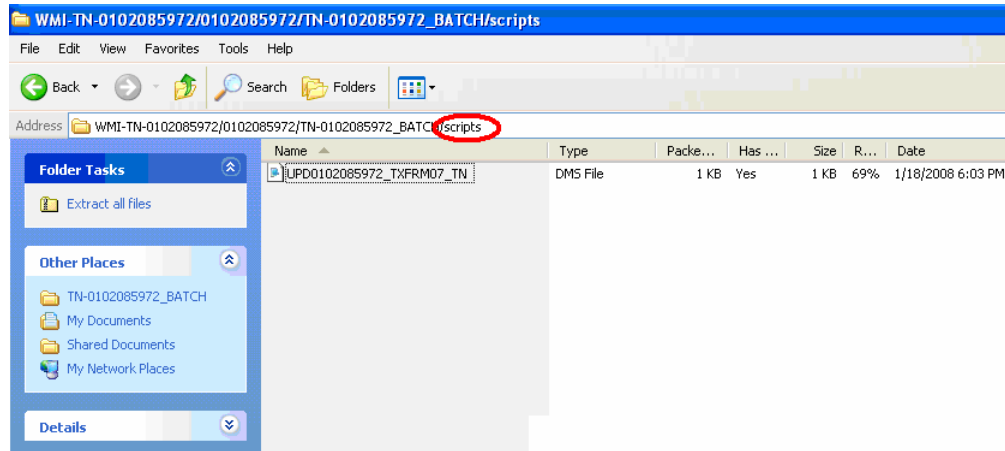 WMI-TN-0102085972/0102085972/TN-0102085972_BATCH/scripts
File Edit View Favorites Tools Help
Back Search Folders
Address WMI-TN-0102085972/0102085972/TN-0102085972_BATCH/scripts
Name Type Packe... Has ... Size R... Date
UPD0102085972_TXFRM07_TN DMS File 1 KB Yes 1 KB 69% 1/18/2008 6:03 PM
Folder Tasks
Extract all files
Other Places
TN-0102085972_BATCH
My Documents
Shared Documents
My Network Places
Details